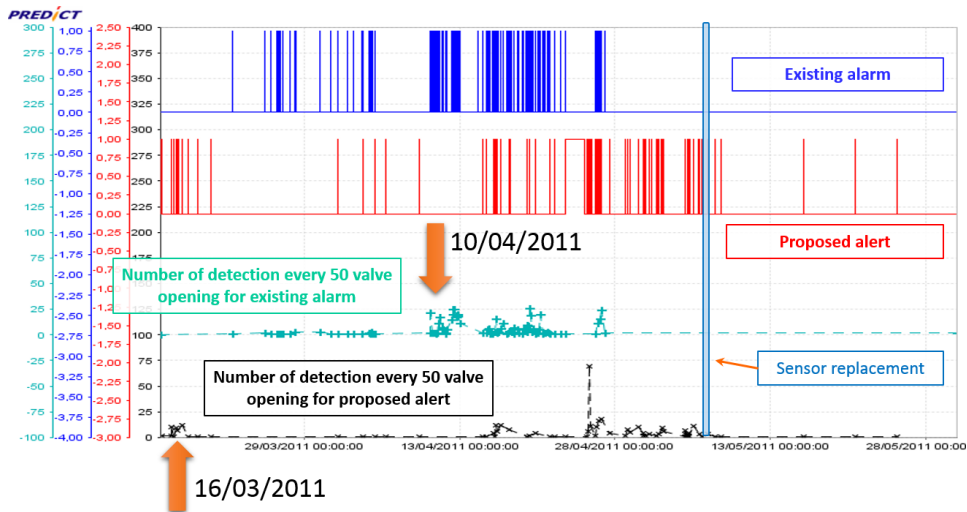 PREDiCT
300 1,00 2,50 400
275 0,75 2,25 375
250 0,50 2,00 350
0,25 1,75
225 0,00 1,50 325
200 -0,25 1,25 300
175 -0,50 1,00 275
150 -0,75 0,75 250
-1,00 0,50
125 -1,25 0,25 225
100 -1,50 0,00 200
75 -1,75 -0,25 175
50 -2,00 -0,50 150
-2,25 -0,75
25 -2,50 -1,00 125
0 -2,75 -1,25 100
-25 -3,00 -1,50 75
-50 -3,25 -1,75 50
-3,50 -2,00
-75 -3,75 -2,25 25
-100 -4,00 -2,50 0
-2,75
-3,00
Existing alarm
Proposed alert
10/04/2011
Number of detection every 50 valve
opening for existing alarm
Number of detection every 50 valve
opening for proposed alert
Sensor replacement
29/03/2011 00:00:00
13/04/2011 00:00:00
28/04/2011 00:00:00
13/05/2011 00:00:00
28/05/2011 00:00:00
16/03/2011